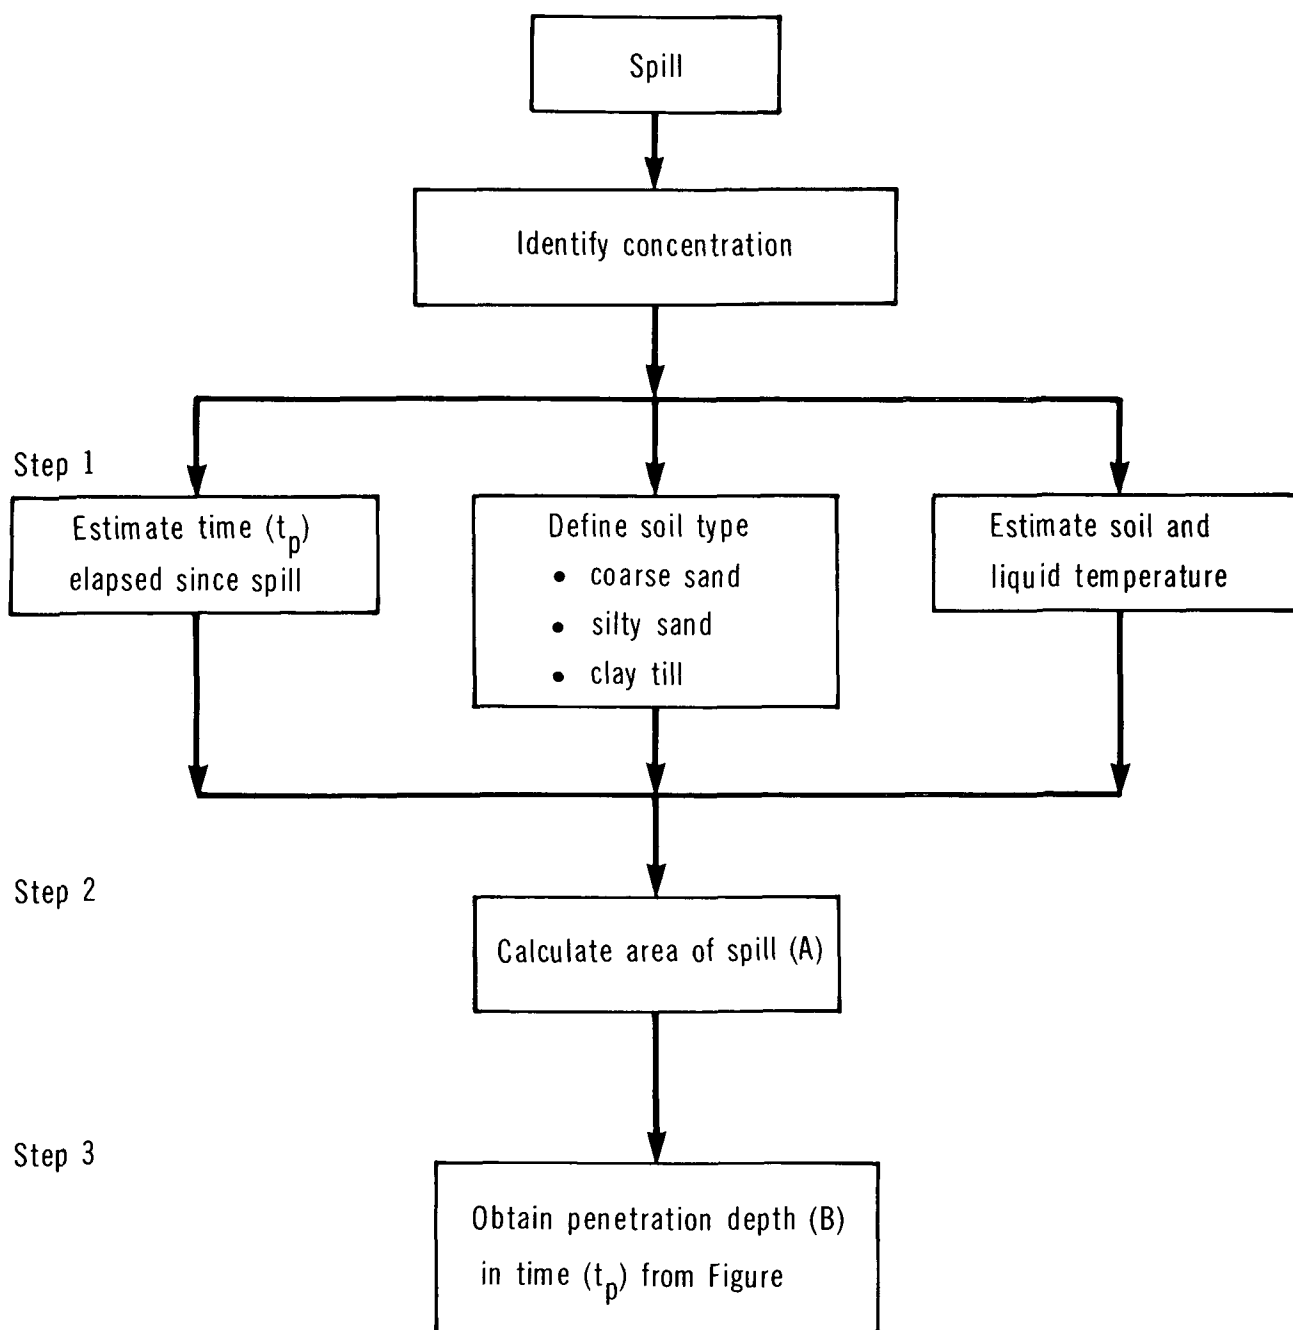 Spill
Identify concentration
Step 1
Estimate time (tp)
elapsed since spill
Define soil type
• coarse sand
• silty sand
• clay till
Estimate soil and
liquid temperature
Step 2
Calculate area of spill (A)
Step 3
Obtain penetration depth (B)
in time (tp) from Figure